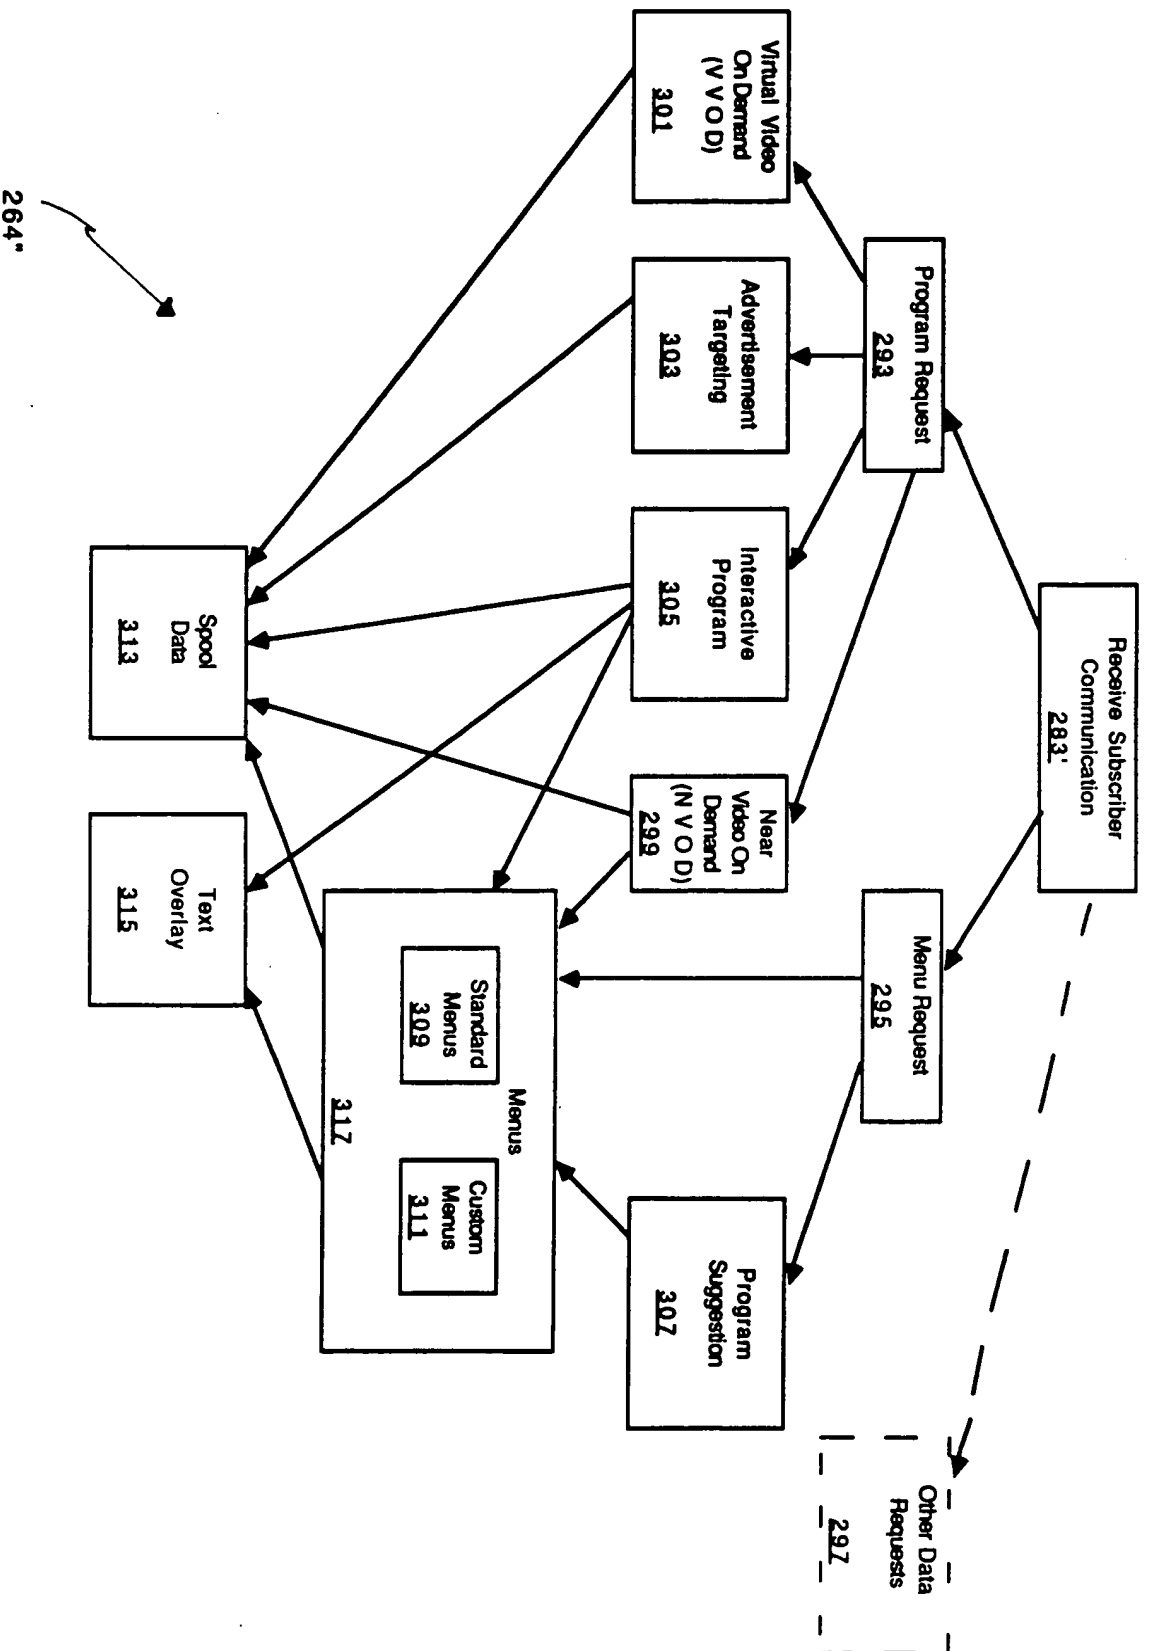 Receive Subscriber
Communication
283'
Program Request
293
Menu Request
295
Other Data
Requests
297
Virtual Video
On Demand
(V V O D)
301
Advertisement
Targeting
303
Interactive
Program
305
Near
Video On
Demand
(N V O D)
299
Program
Suggestion
307
Menus
Standard
Menus
309
Custom
Menus
311
317
Spool
Data
313
Text
Overlay
315
264"